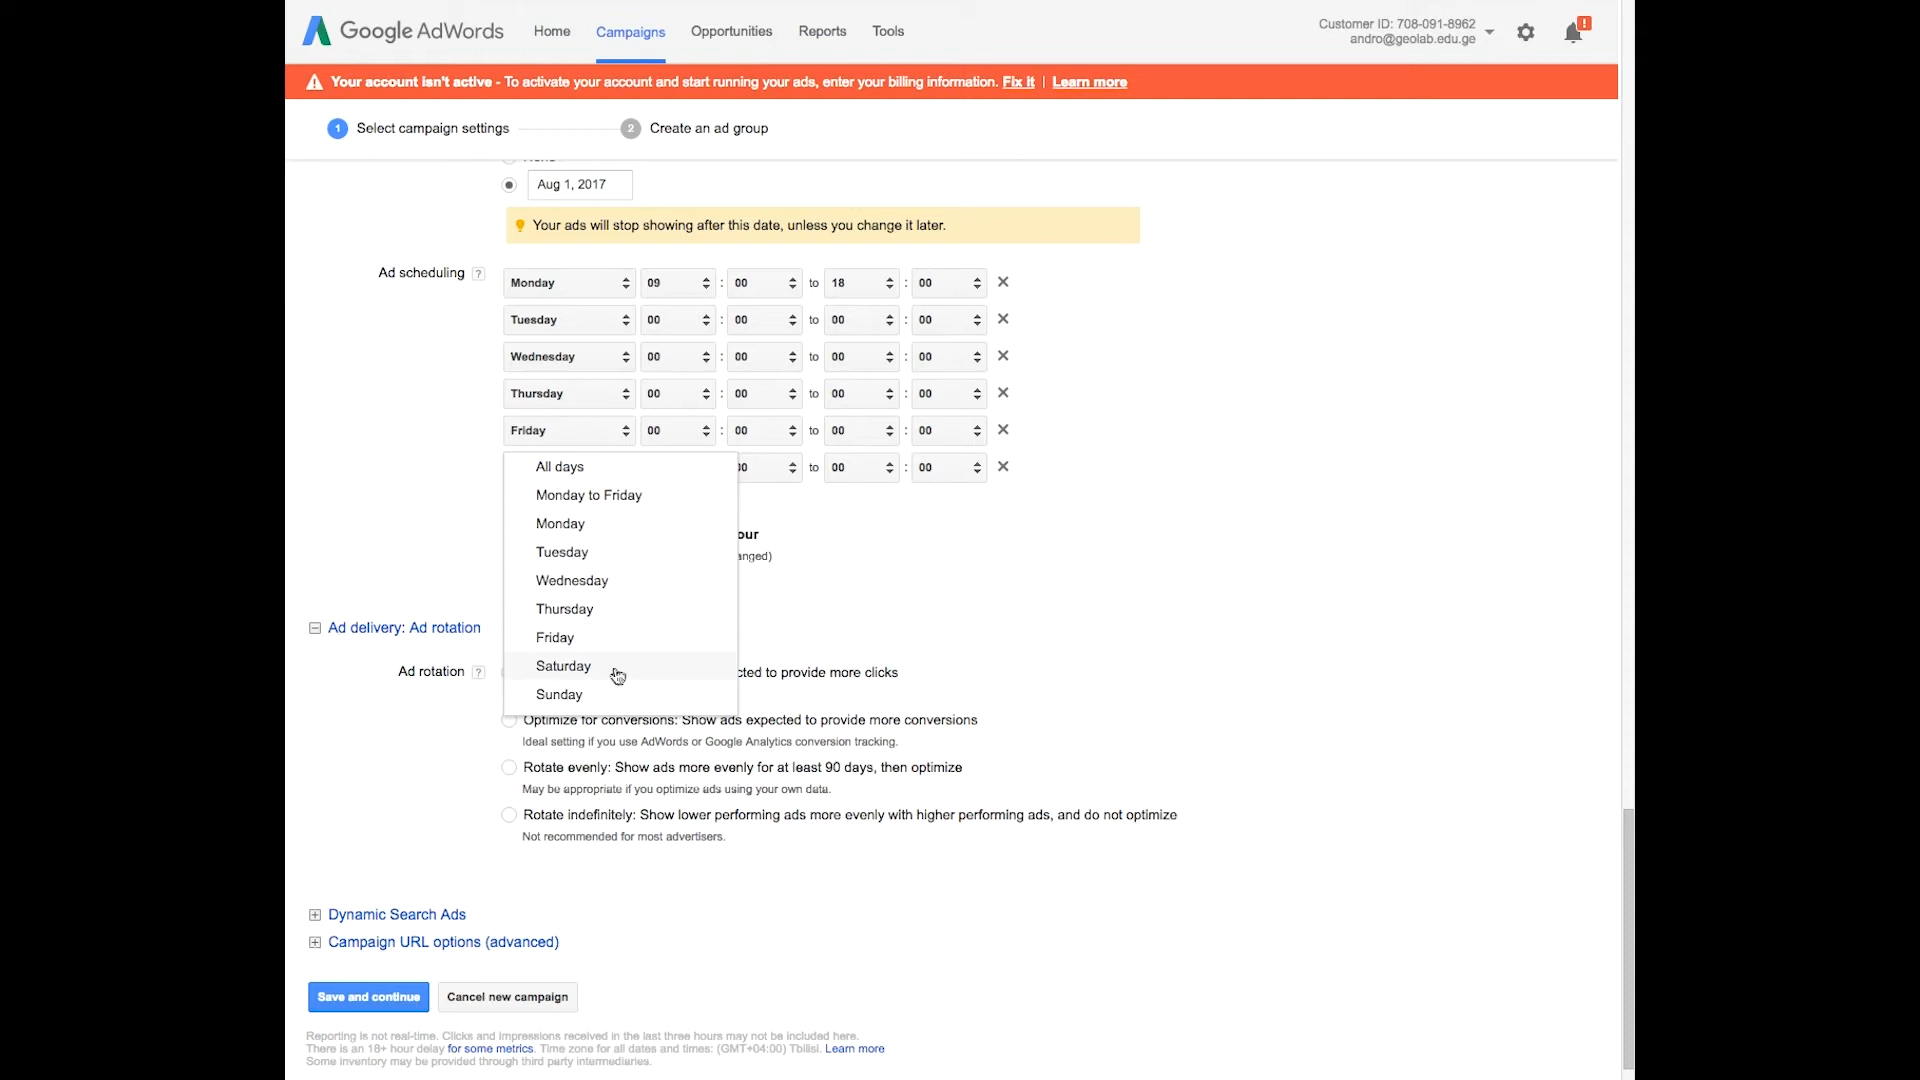 Google AdWords Home Campaigns Opportunities Reports Tools
Customer ID: 708-091-8962
andro@geolab.edu.ge
!
Your account isn't active - To activate your account and start running your ads, enter your billing information. Fix it | Learn more
1 Select campaign settings 2 Create an ad group
Aug 1, 2017
Your ads will stop showing after this date, unless you change it later.
Ad scheduling ? Monday 09 : 00 to 18 : 00
Tuesday 00 : 00 to 00 : 00
Wednesday 00 : 00 to 00 : 00
Thursday 00 : 00 to 00 : 00
Friday 00 : 00 to 00 : 00
00 to 00 : 00
All days
Monday to Friday
Monday
Tuesday
Wednesday
Thursday
Friday
Saturday
Sunday
our
anged)
Ad delivery: Ad rotation
Ad rotation ? cted to provide more clicks
Optimize for conversions: Show ads expected to provide more conversions
Ideal setting if you use AdWords or Google Analytics conversion tracking.
Rotate evenly: Show ads more evenly for at least 90 days, then optimize
May be appropriate if you optimize ads using your own data.
Rotate indefinitely: Show lower performing ads more evenly with higher performing ads, and do not optimize
Not recommended for most advertisers.
Dynamic Search Ads
Campaign URL options (advanced)
Save and continue Cancel new campaign
Reporting is not real-time. Clicks and impressions received in the last three hours may not be included here.
There is an 18+ hour delay for some metrics. Time zone for all dates and times: (GMT+04:00) Tbilisi. Learn more
Some inventory may be provided through third party intermediaries.